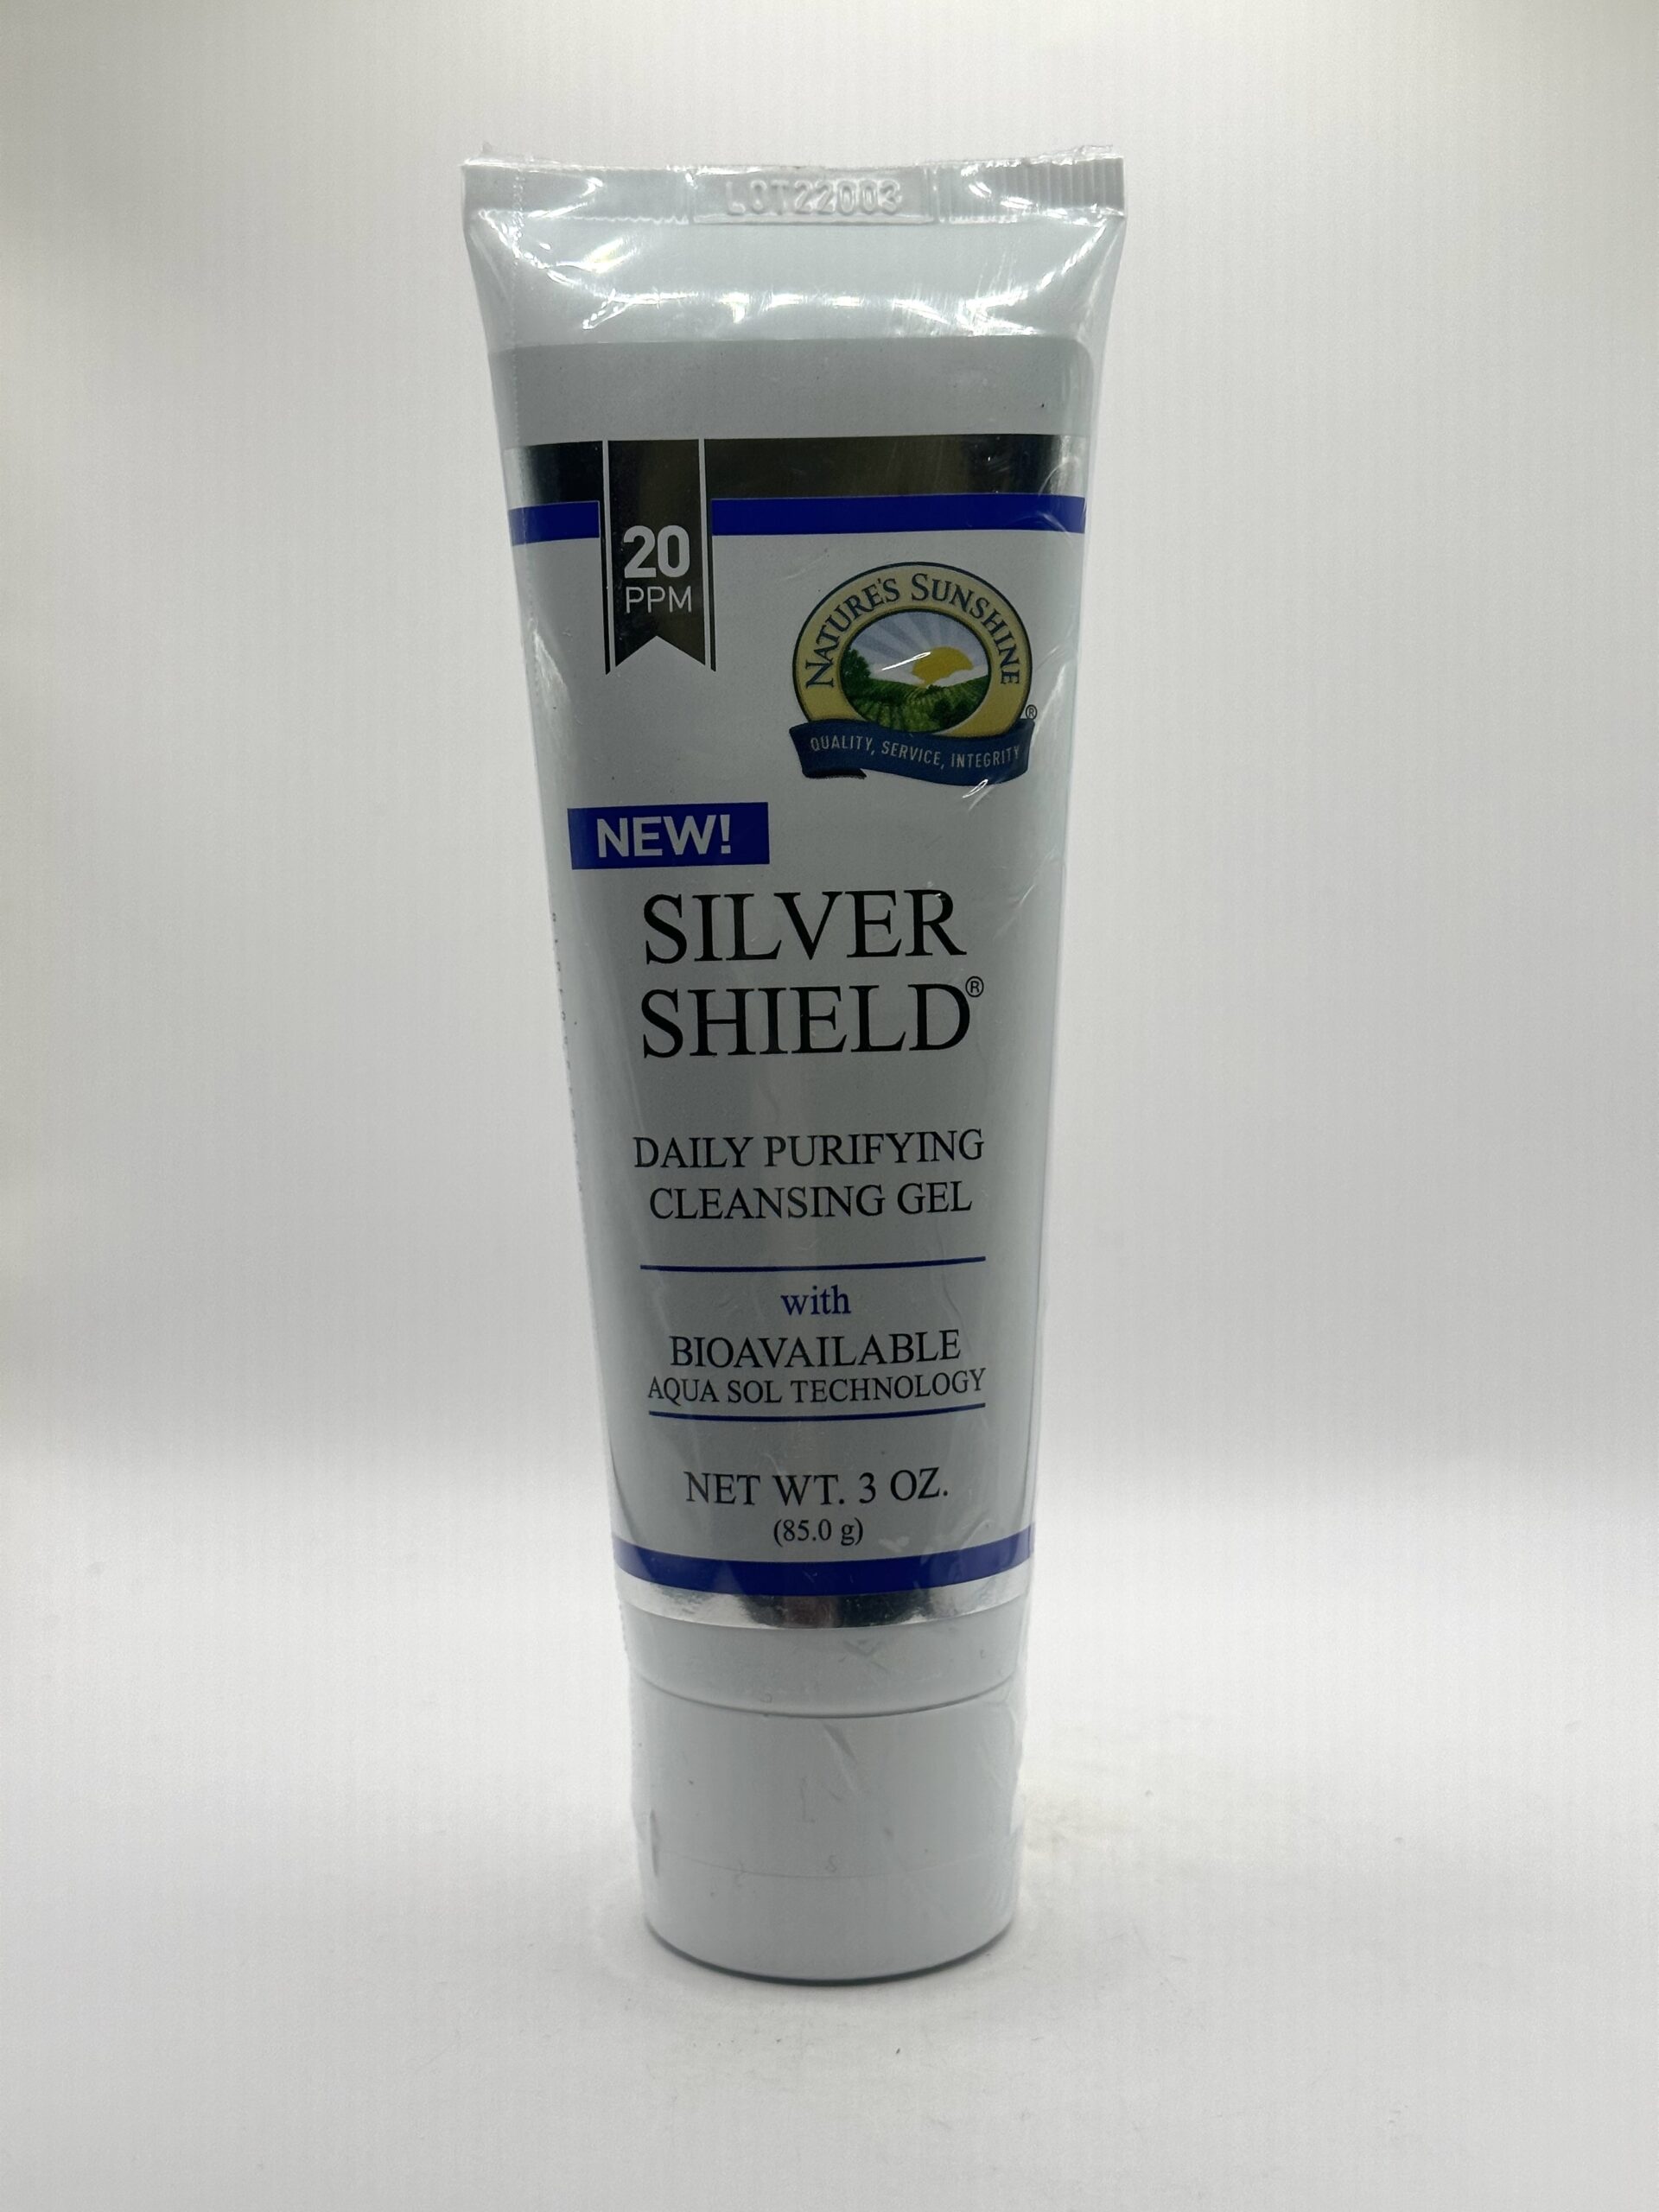 LOT22003
20
PPM
NATURE'S SUNSHINE
®
QUALITY, SERVICE, INTEGRITY
NEW!
SILVER
SHIELD®
DAILY PURIFYING
CLEANSING GEL
with
BIOAVAILABLE
AQUA SOL TECHNOLOGY
NET WT. 3 OZ.
(85.0 g)